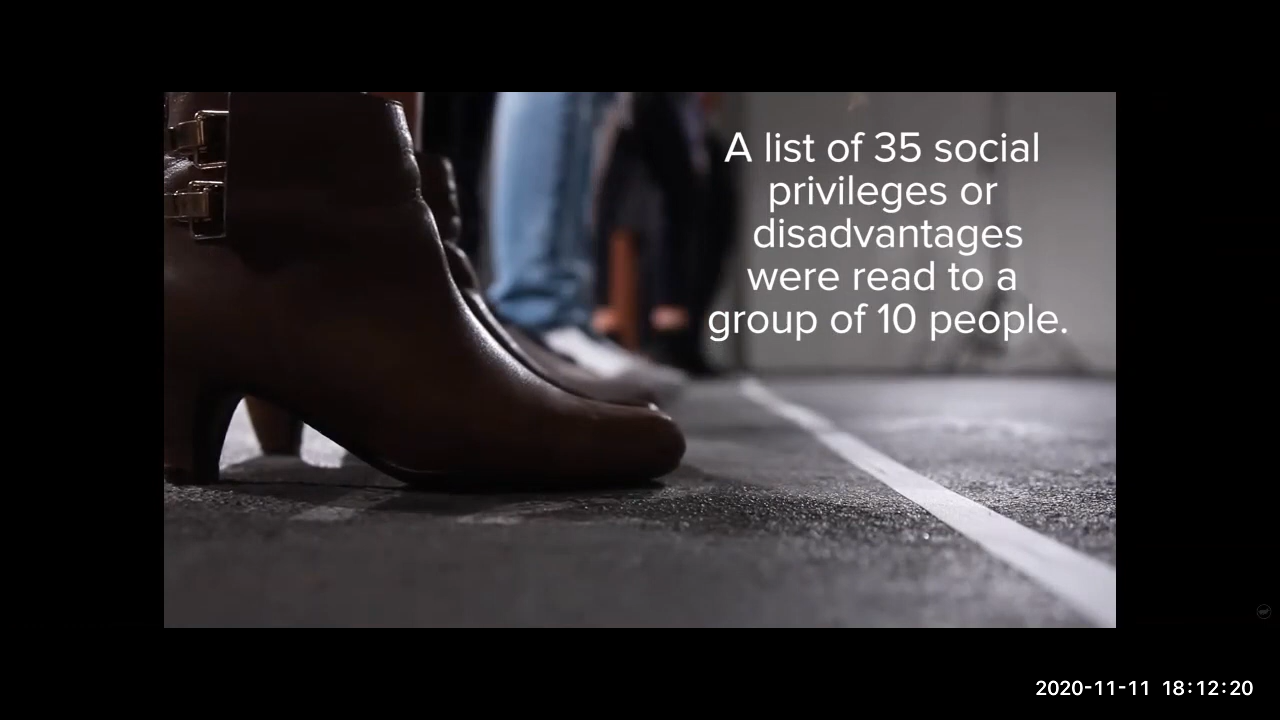 A list of 35 social
privileges or
disadvantages
were read to a
group of 10 people.
2020-11-11 18:12:20